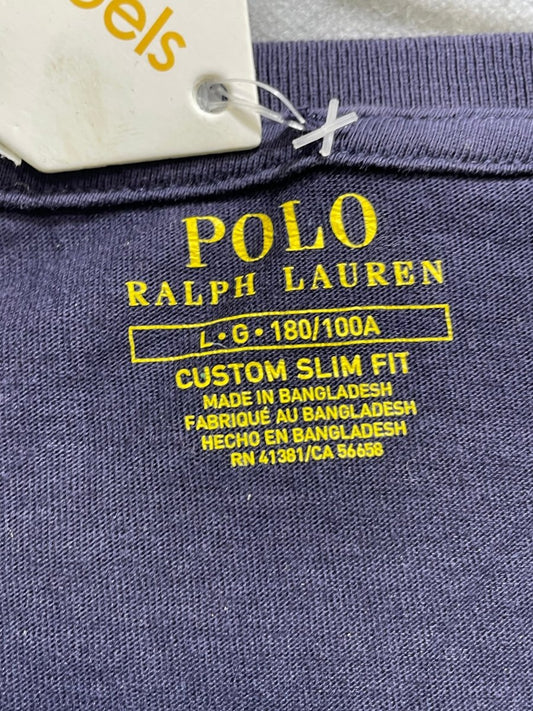 bels
POLO
RALPH LAUREN
L • G • 180/100A
CUSTOM SLIM FIT
MADE IN BANGLADESH
FABRIQUÉ AU BANGLADESH
HECHO EN BANGLADESH
RN 41381/CA 56658